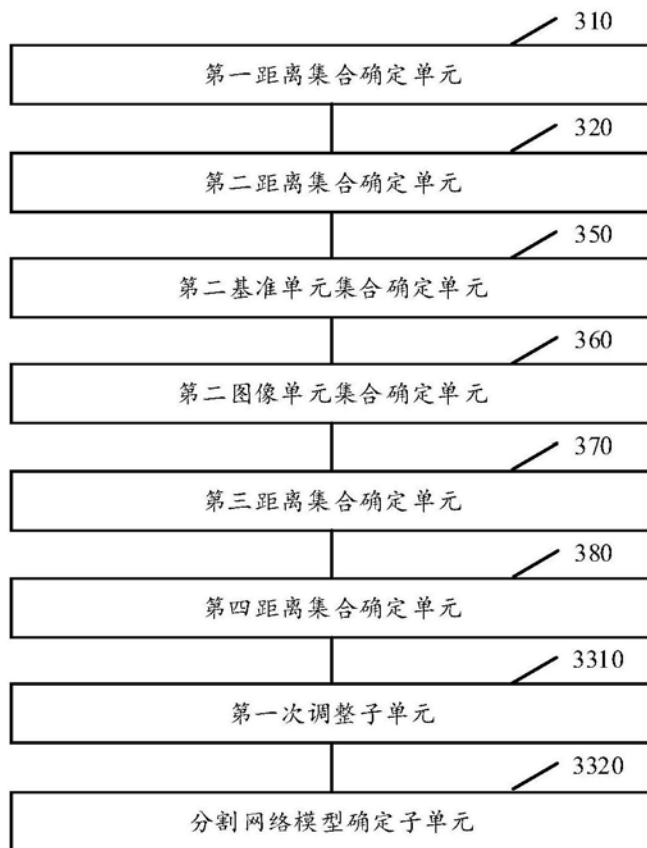 310
第一距离集合确定单元
320
第二距离集合确定单元
350
第二基准单元集合确定单元
360
第二图像单元集合确定单元
370
第三距离集合确定单元
380
第四距离集合确定单元
3310
第一次调整子单元
3320
分割网络模型确定子单元